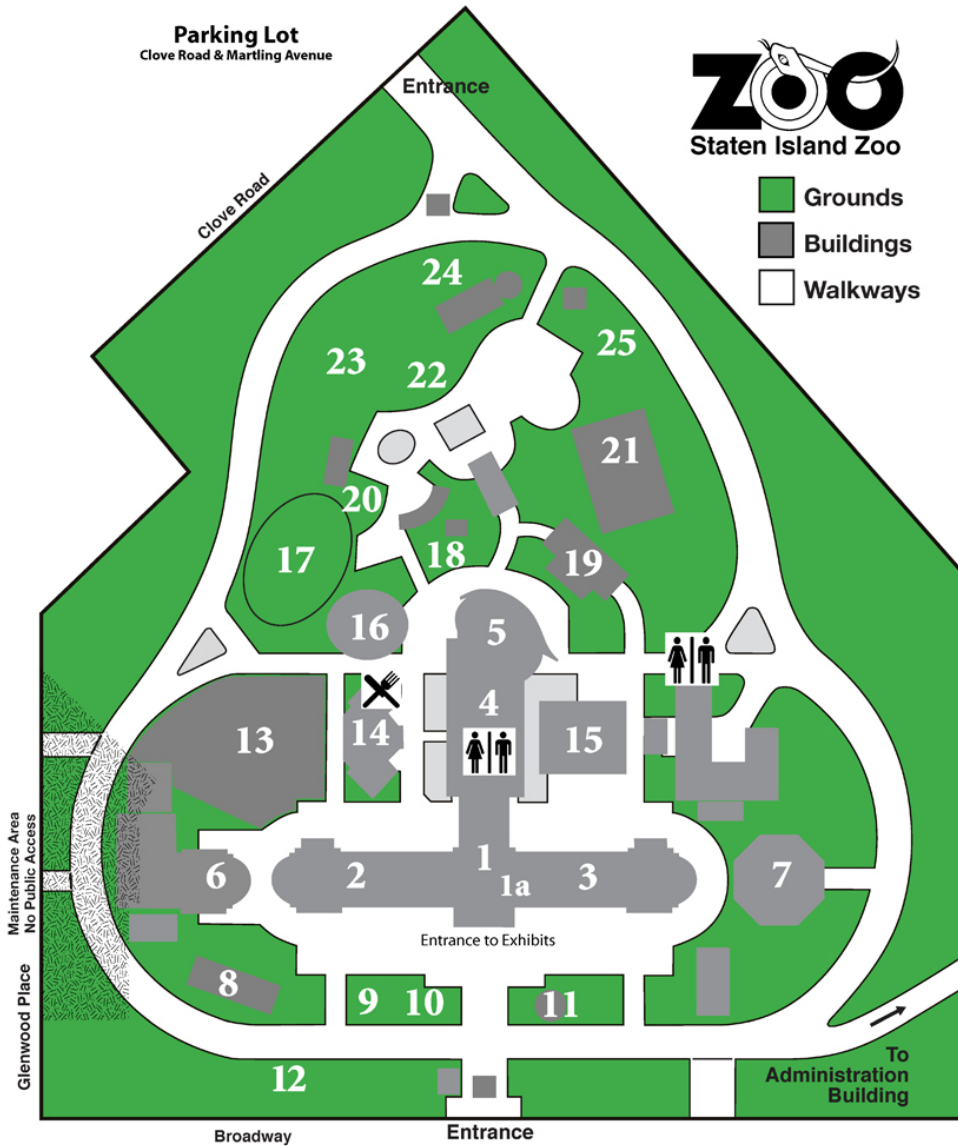 Parking Lot
Clove Road & Martling Avenue
Entrance
ZOO
Staten Island Zoo
Grounds
Buildings
Walkways
Clove Road
24
25
23
22
21
20
17
18
19
16
5
4
13
14
15
1
2
1a
3
6
7
Entrance to Exhibits
Maintenance Area
No Public Access
8
9
10
11
Glenwood Place
12
To
Administration
Building
Broadway
Entrance